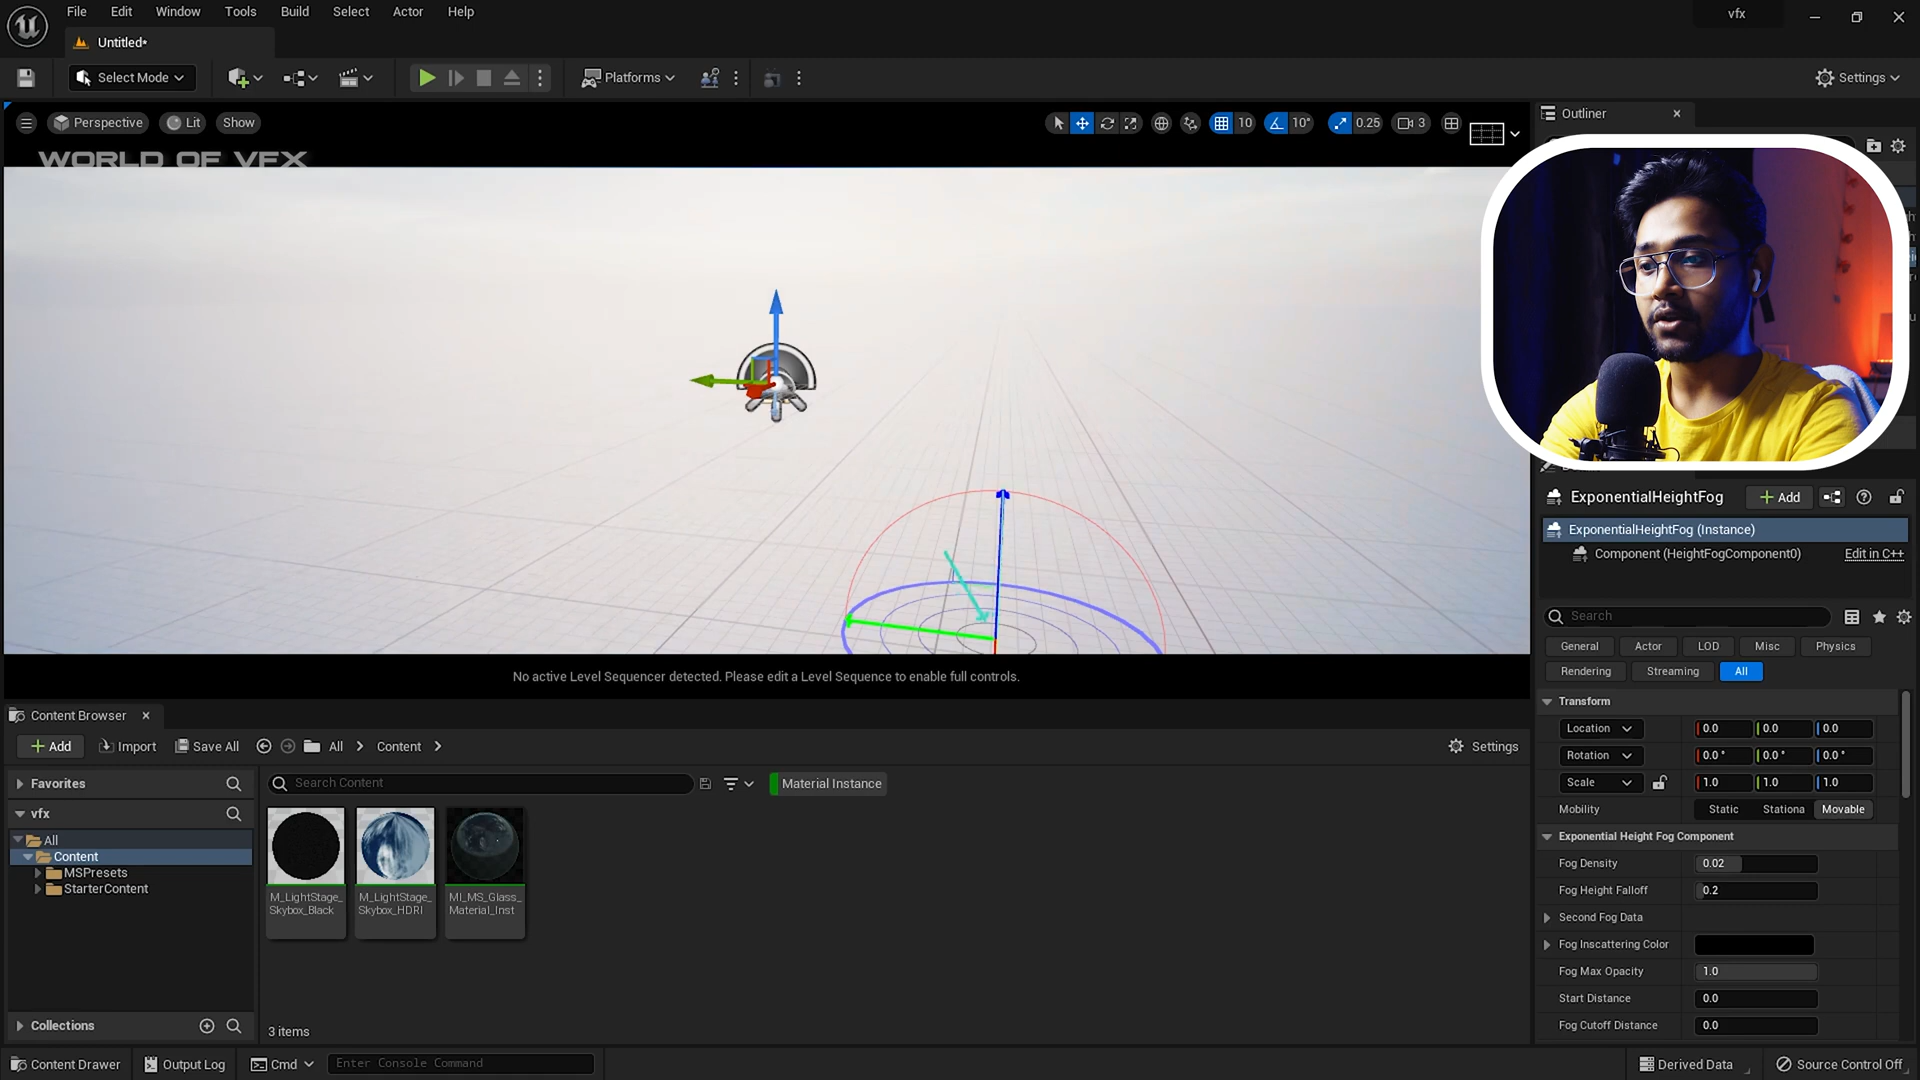 File Edit Window Tools Build Select Actor Help
vfx
Untitled*
Select Mode
Platforms
Settings
Perspective
Lit
Show
10
10°
0.25
3
Outliner
WORLD OF VFX
ExponentialHeightFog
Add
ExponentialHeightFog (Instance)
Component (HeightFogComponent0)
Edit in C++
Search
General
Actor
LOD
Misc
Physics
Rendering
Streaming
All
Transform
Location
0.0
0.0
0.0
Rotation
0.0 °
0.0 °
0.0 °
Scale
1.0
1.0
1.0
Mobility
Static
Stationa
Movable
Exponential Height Fog Component
Fog Density
0.02
Fog Height Falloff
0.2
Second Fog Data
Fog Inscattering Color
Fog Max Opacity
1.0
Start Distance
0.0
Fog Cutoff Distance
0.0
No active Level Sequencer detected. Please edit a Level Sequence to enable full controls.
Content Browser
Add
Import
Save All
All
Content
Settings
Favorites
Search Content
Material Instance
vfx
All
Content
MSPresets
StarterContent
M_LightStage_
Skybox_Black
M_LightStage_
Skybox_HDRI
MI_MS_Glass_
Material_Inst
Collections
3 items
Content Drawer
Output Log
Cmd
Enter Console Command
Derived Data
Source Control Off